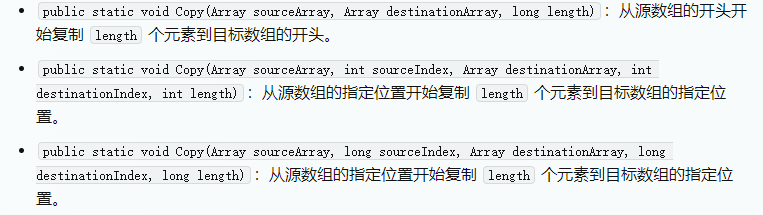 • public static void Copy(Array sourceArray, Array destinationArray, long length)：从源数组的开头开
始复制 length 个元素到目标数组的开头。
• public static void Copy(Array sourceArray, int sourceIndex, Array destinationArray, int
destinationIndex, int length)：从源数组的指定位置开始复制 length 个元素到目标数组的指定位
置。
• public static void Copy(Array sourceArray, long sourceIndex, Array destinationArray, long
destinationIndex, long length)：从源数组的指定位置开始复制 length 个元素到目标数组的指定位
置。